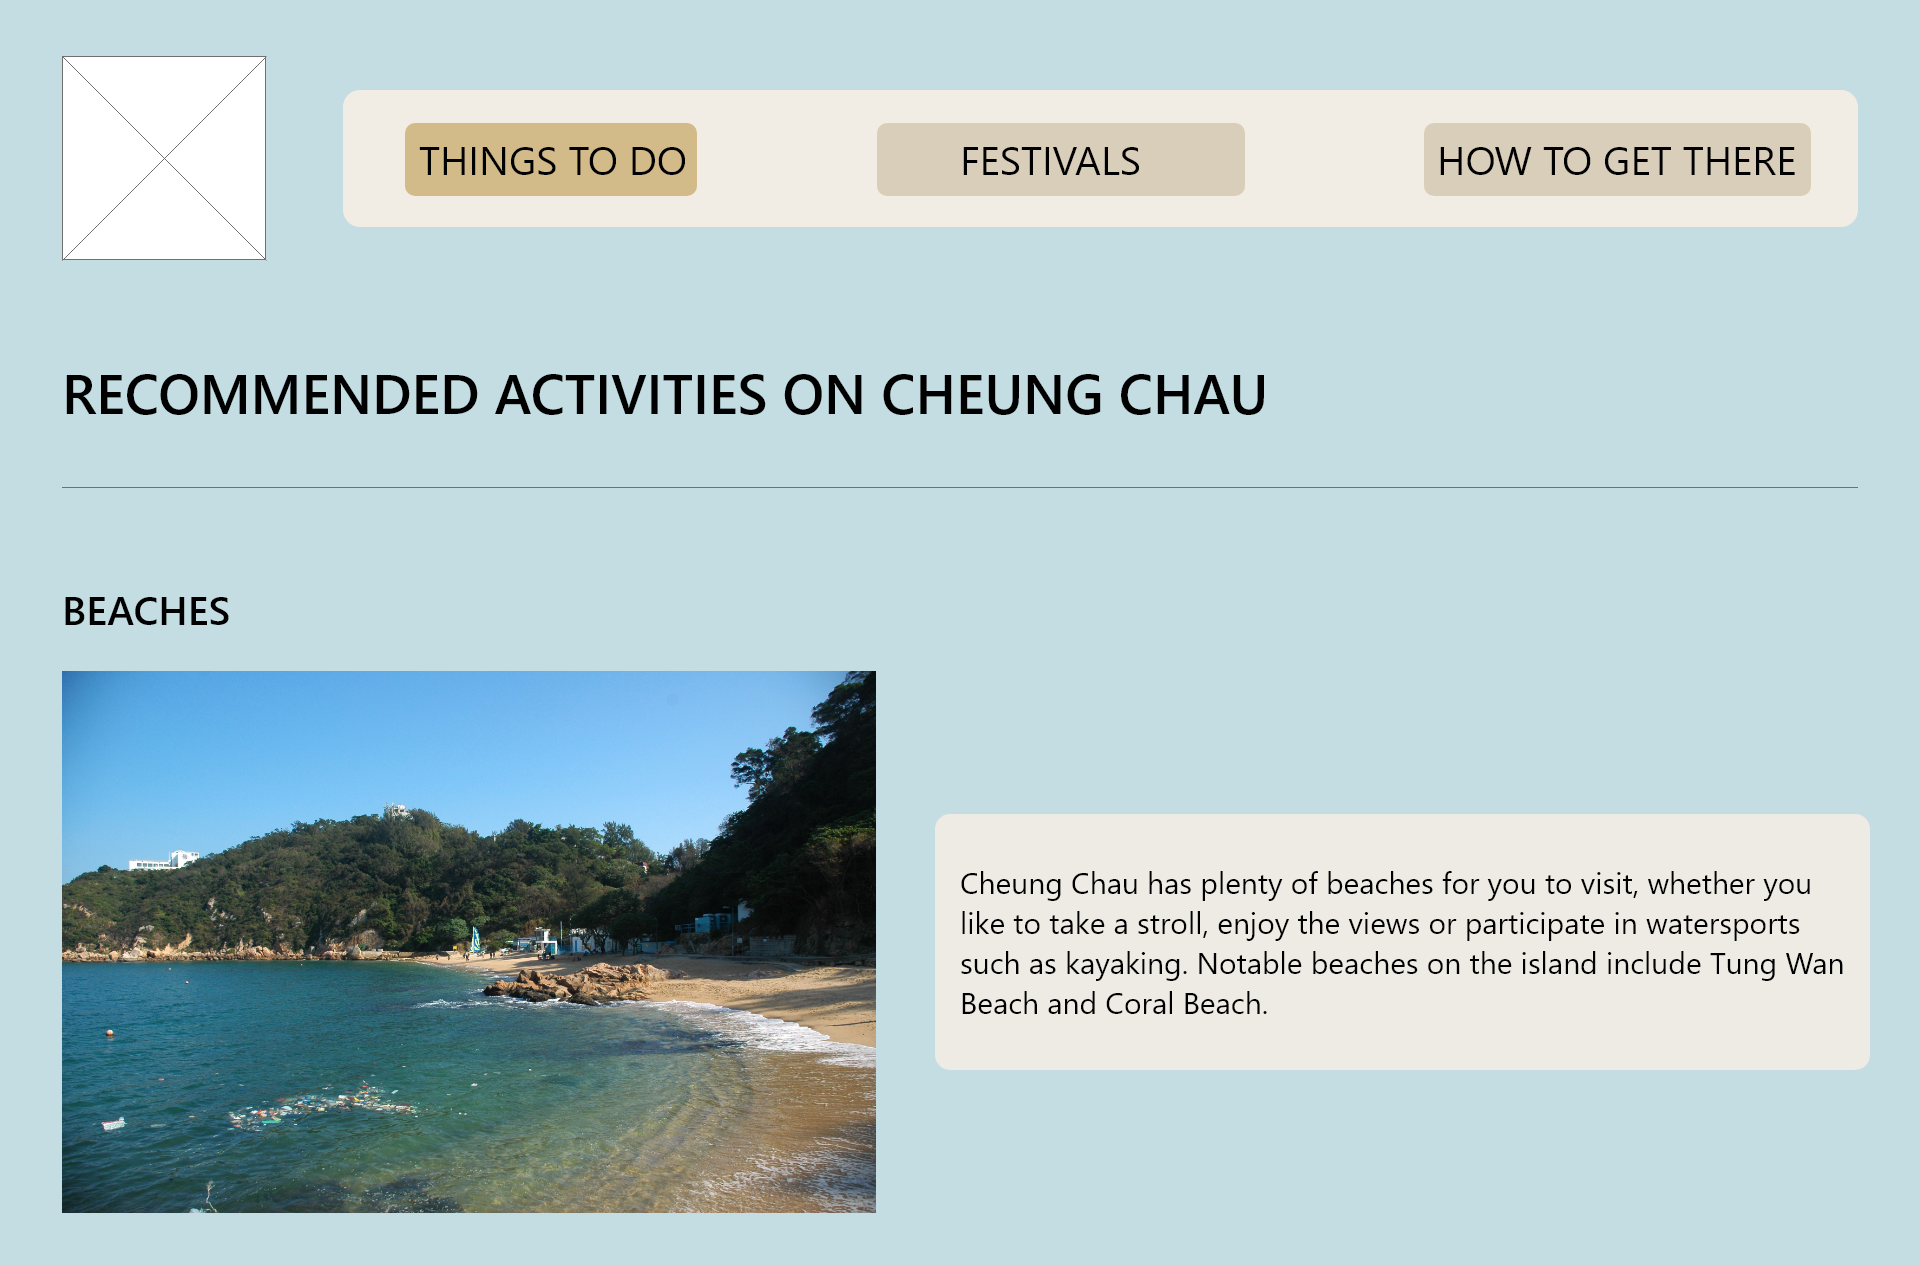 THINGS TO DO
FESTIVALS
HOW TO GET THERE
RECOMMENDED ACTIVITIES ON CHEUNG CHAU
BEACHES
Cheung Chau has plenty of beaches for you to visit, whether you
like to take a stroll, enjoy the views or participate in watersports
such as kayaking. Notable beaches on the island include Tung Wan
Beach and Coral Beach.